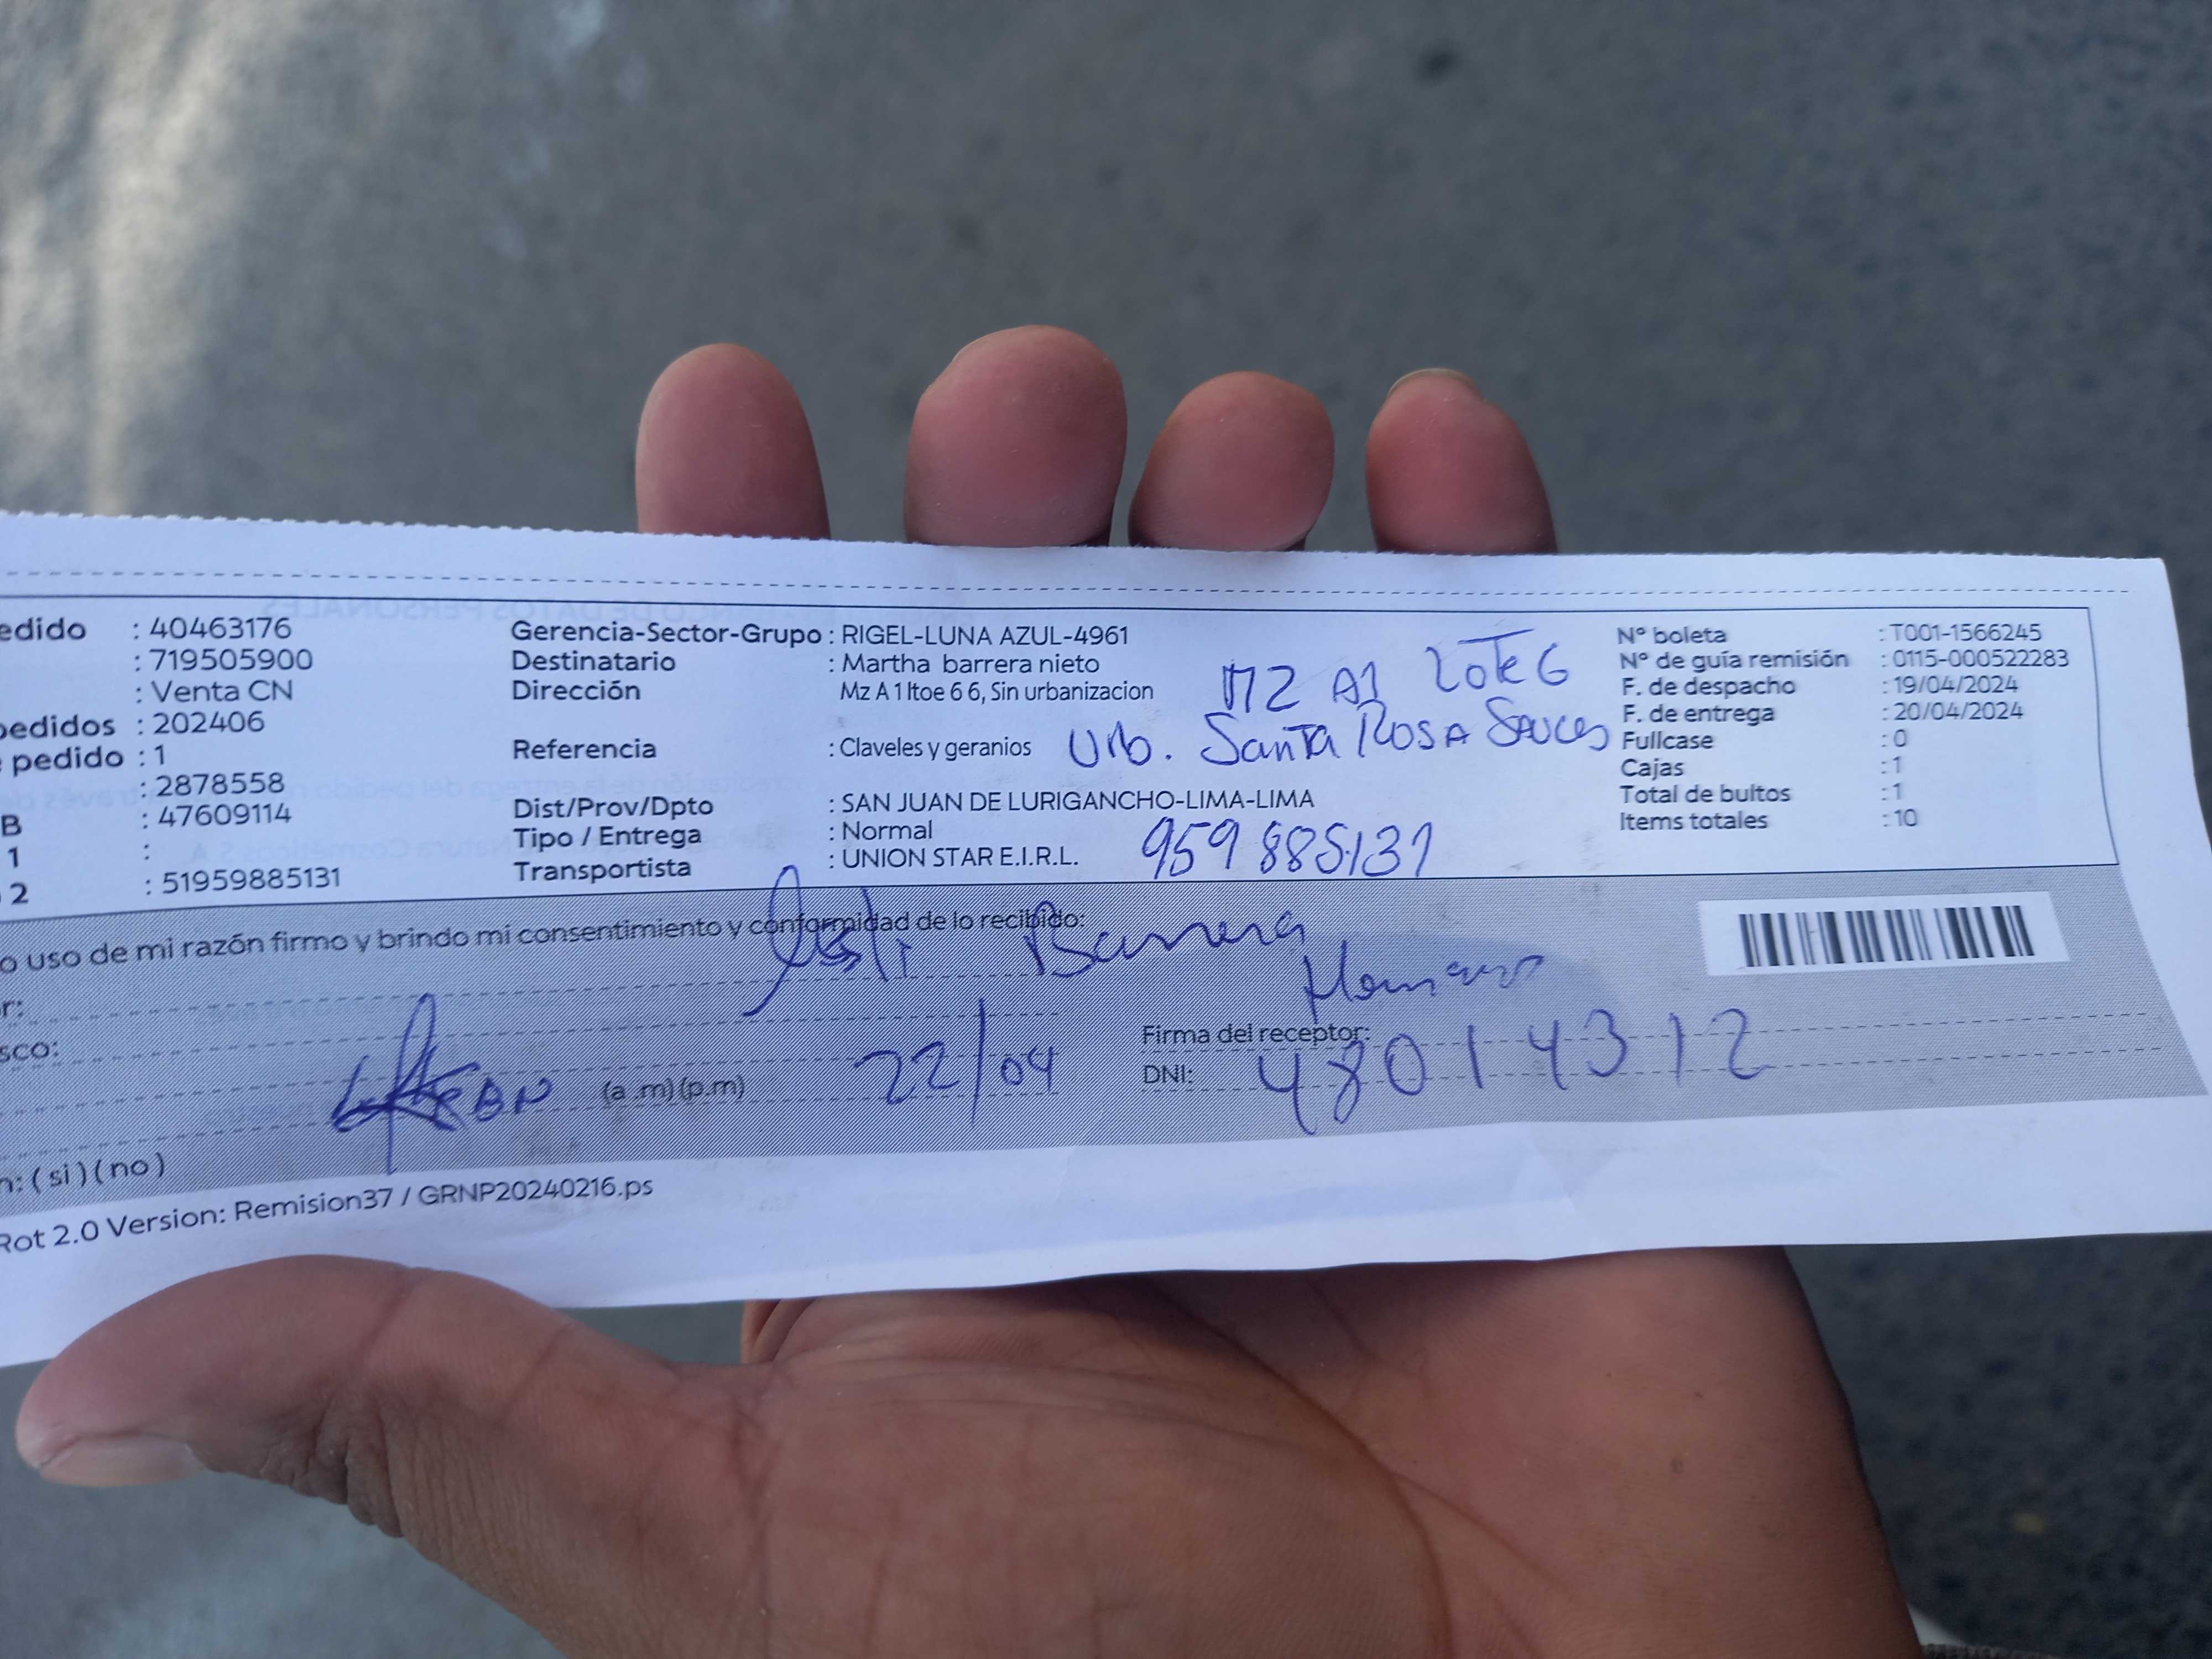 edido : 40463176
: 719505900
: Venta CN
pedidos : 202406
pedido : 1
: 2878558
B : 47609114
1 :
2 : 51959885131
Gerencia-Sector-Grupo : RIGEL-LUNA AZUL-4961
Destinatario : Martha barrera nieto
Dirección Mz A 1 ltoe 6 6, Sin urbanizacion
MZ A1 LOTE 6
Referencia : Claveles y geranios
Urb. Santa Rosa Sauces
Dist/Prov/Dpto : SAN JUAN DE LURIGANCHO-LIMA-LIMA
Tipo / Entrega : Normal
Transportista : UNION STAR E.I.R.L.
959885131
Nº boleta : T001-1566245
Nº de guía remisión : 0115-000522283
F. de despacho : 19/04/2024
F. de entrega : 20/04/2024
Fullcase : 0
Cajas : 1
Total de bultos : 1
Items totales : 10
o uso de mi razón firmo y brindo mi consentimiento y conformidad de lo recibido:
Barrera
r:
sco:
(a .m) (p.m) 22/04
Firma del receptor:
DNI: 48014312
n: ( si ) ( no )
Rot 2.0 Version: Remision37 / GRNP20240216.ps